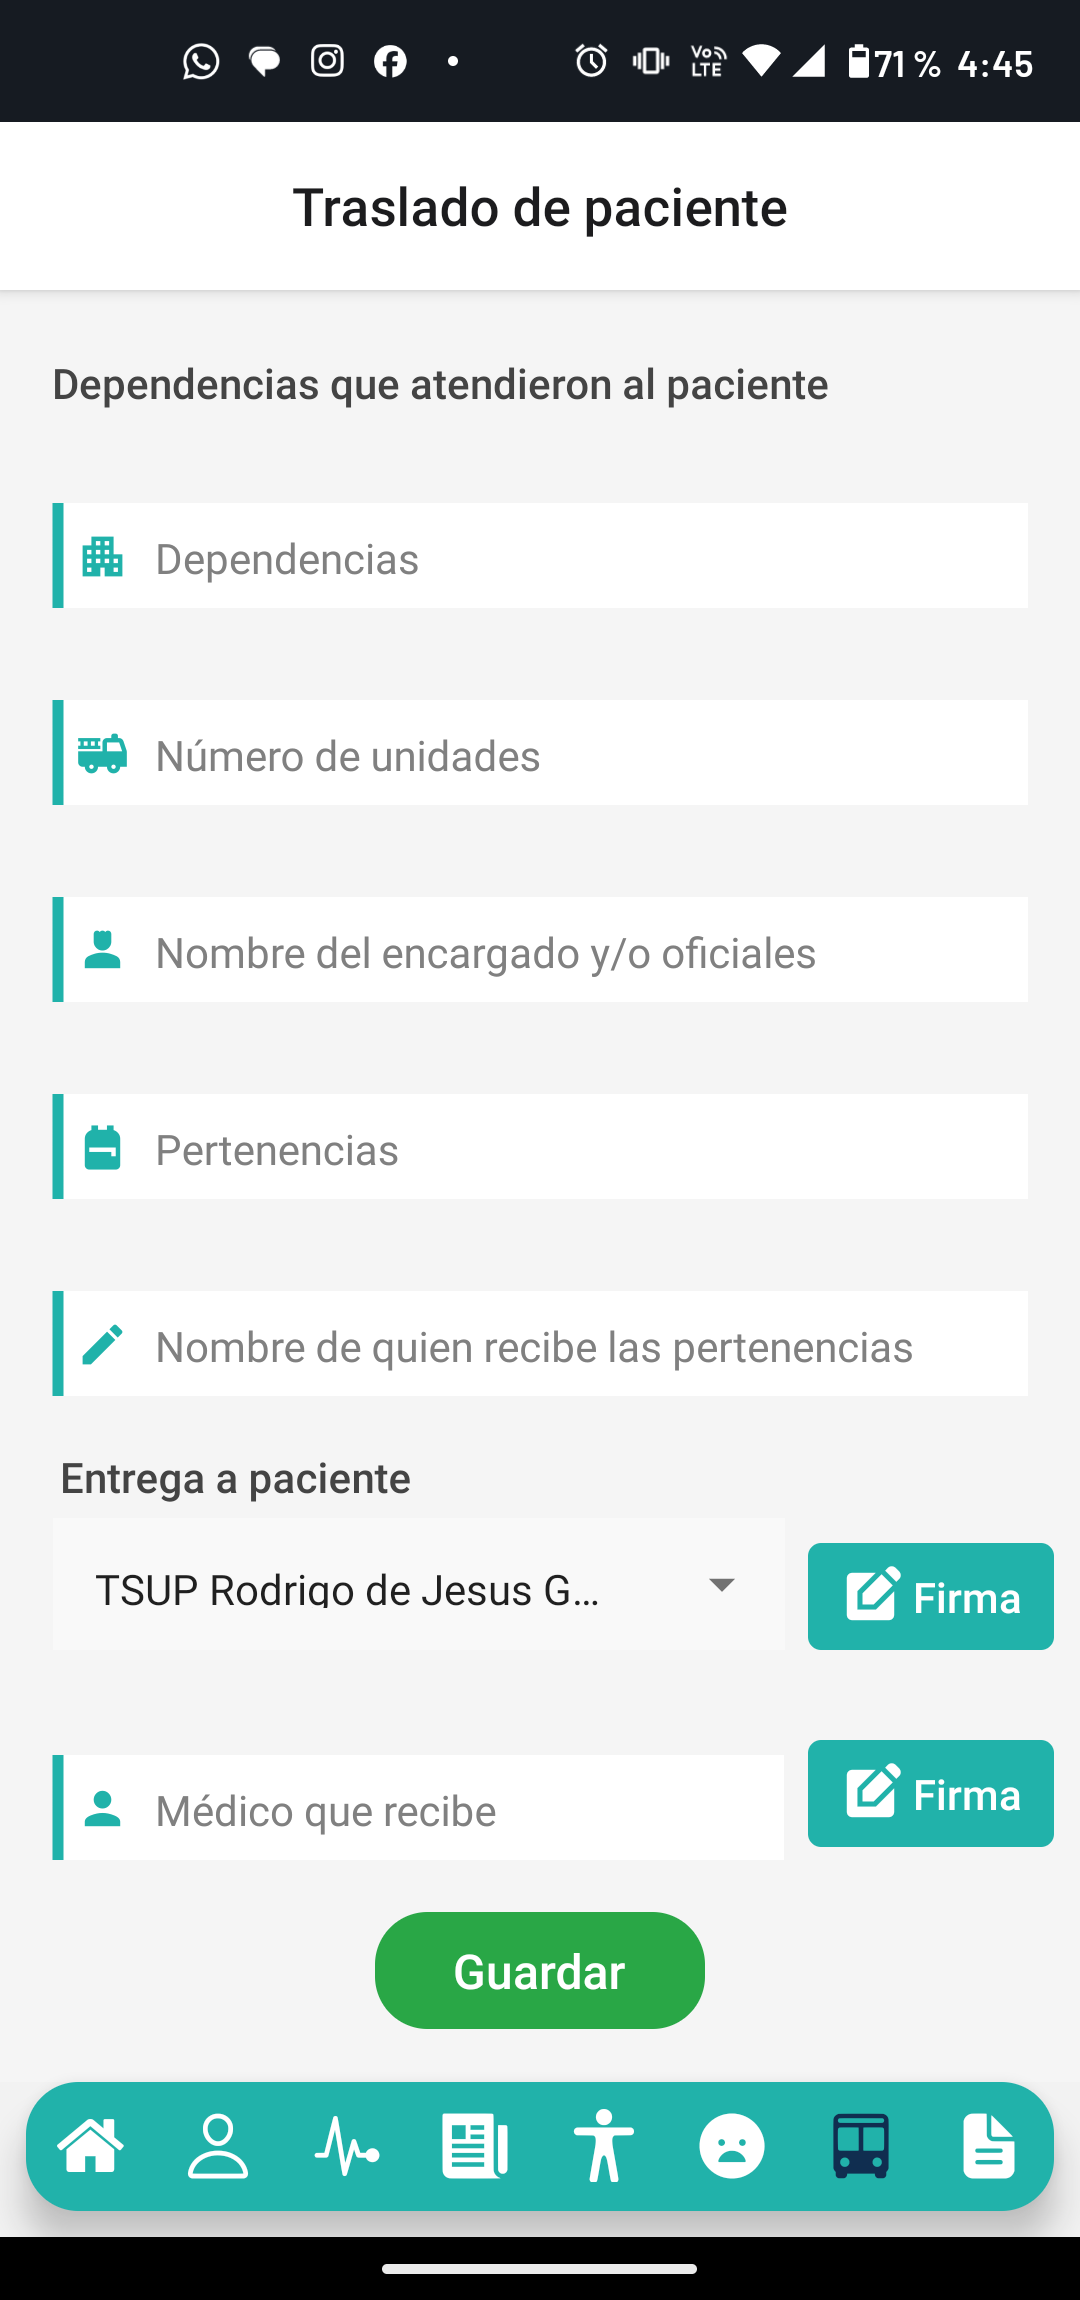 Vo LTE 71 % 4:45
Traslado de paciente
Dependencias que atendieron al paciente
Dependencias
Número de unidades
Nombre del encargado y/o oficiales
Pertenencias
Nombre de quien recibe las pertenencias
Entrega a paciente
TSUP Rodrigo de Jesus G...
Firma
Médico que recibe
Firma
Guardar